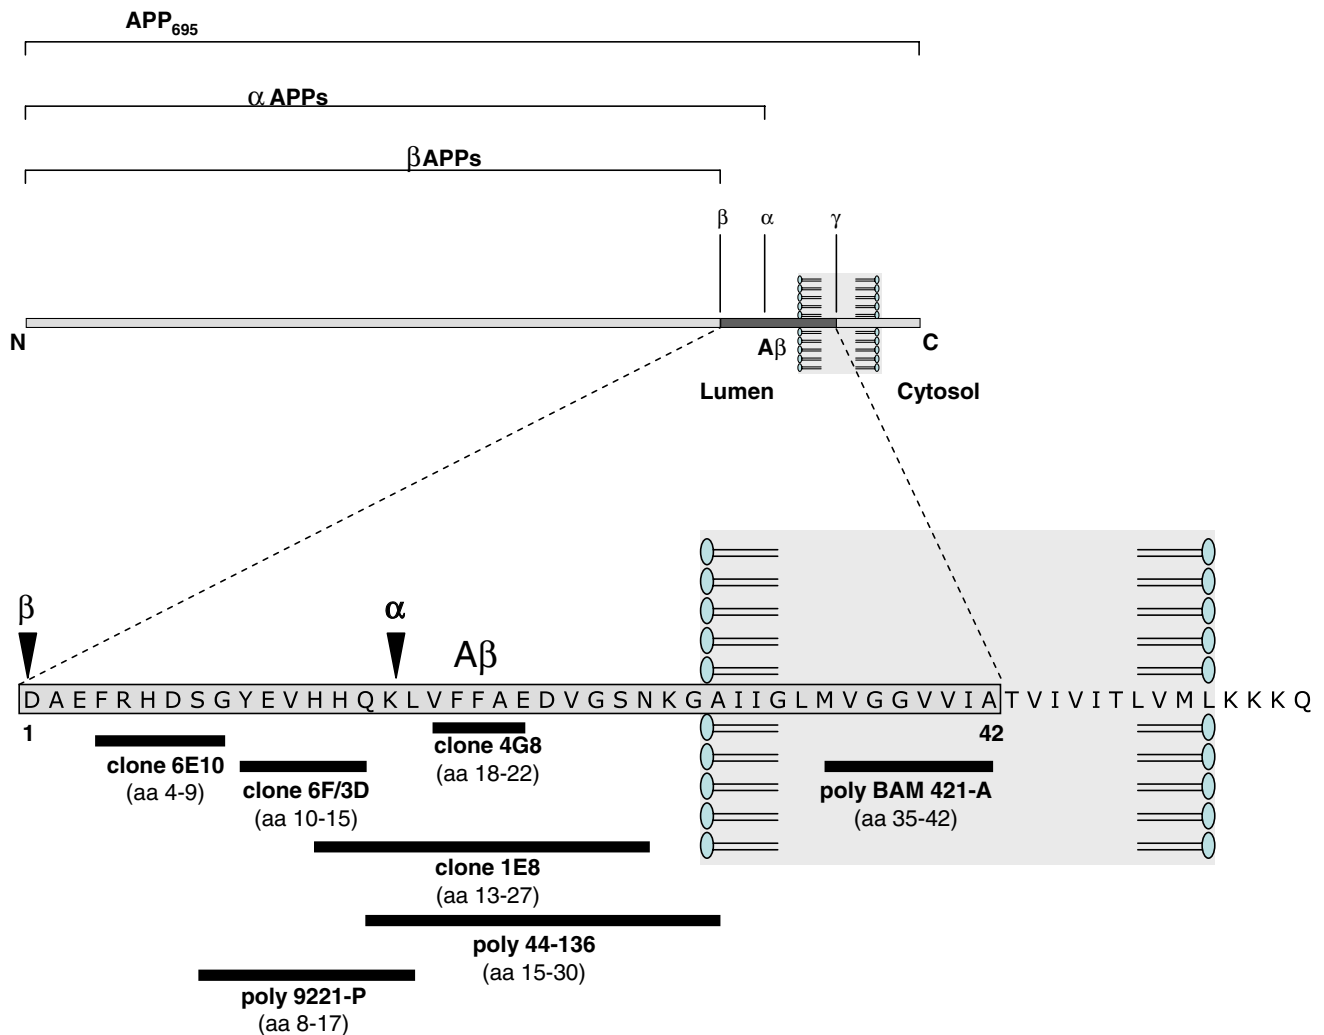 APP695
α APPs
βAPPs
β α γ
N
Aβ
C
Lumen Cytosol
β α
Aβ
D A E F R H D S G Y E V H H Q K L V F F A E D V G S N K G A I I G L M V G G V V I A T V I V I T L V M L K K K Q
1 42
clone 6E10
(aa 4-9)
clone 6F/3D
(aa 10-15)
clone 4G8
(aa 18-22)
poly BAM 421-A
(aa 35-42)
clone 1E8
(aa 13-27)
poly 44-136
(aa 15-30)
poly 9221-P
(aa 8-17)